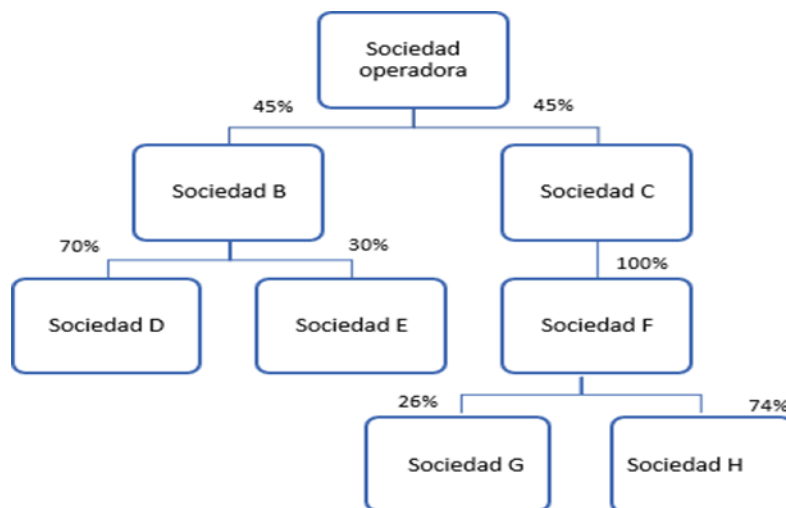 Sociedad
operadora
45%
45%
Sociedad B
Sociedad C
70%
30%
100%
Sociedad D
Sociedad E
Sociedad F
26%
74%
Sociedad G
Sociedad H